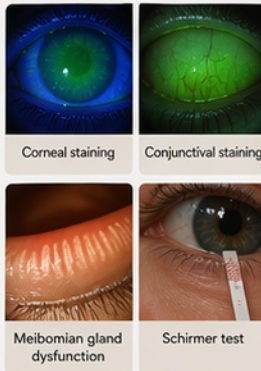 Corneal staining
Conjunctival staining
Meibomian gland
dysfunction
Schirmer test